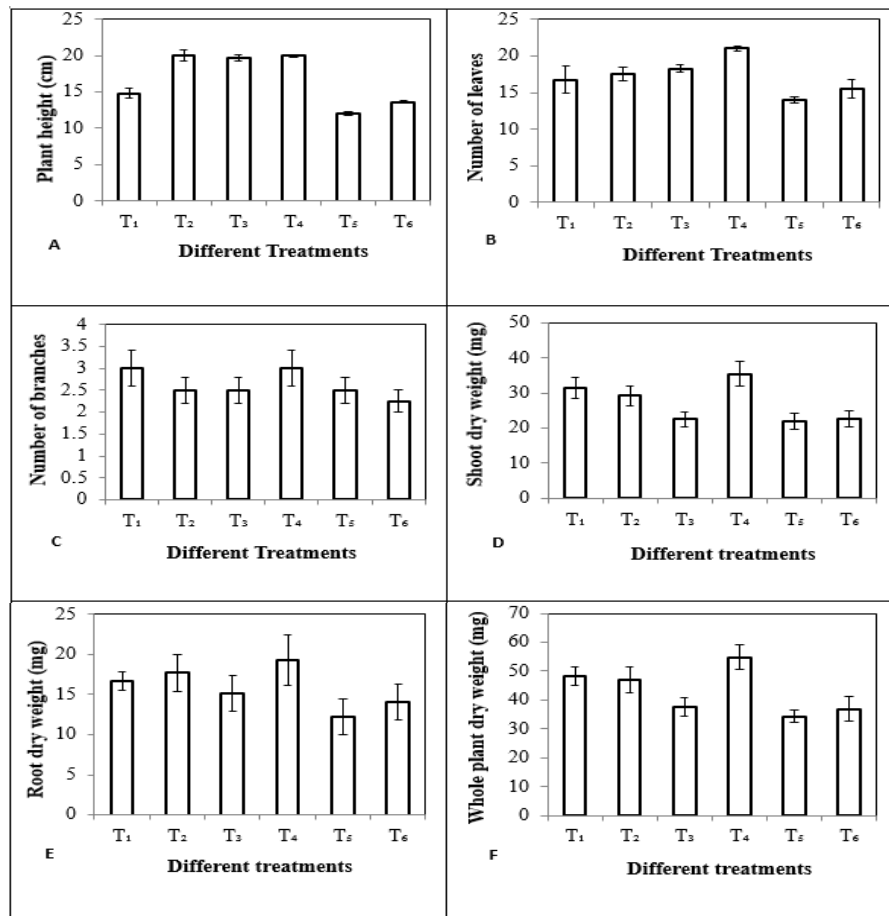 Plant height (cm)
25
20
15
10
5
0
T₁ T₂ T₃ T₄ T₅ T₆
A
Different Treatments
Number of leaves
25
20
15
10
5
0
T₁ T₂ T₃ T₄ T₅ T₆
B
Different Treatments
Number of branches
4
3.5
3
2.5
2
1.5
1
0.5
0
T₁ T₂ T₃ T₄ T₅ T₆
C
Different Treatments
Shoot dry weight (mg)
50
40
30
20
10
0
T₁ T₂ T₃ T₄ T₅ T₆
D
Different treatments
Root dry weight (mg)
25
20
15
10
5
0
T₁ T₂ T₃ T₄ T₅ T₆
E
Different treatments
Whole plant dry weight (mg)
70
60
50
40
30
20
10
0
T₁ T₂ T₃ T₄ T₅ T₆
F
Different treatments